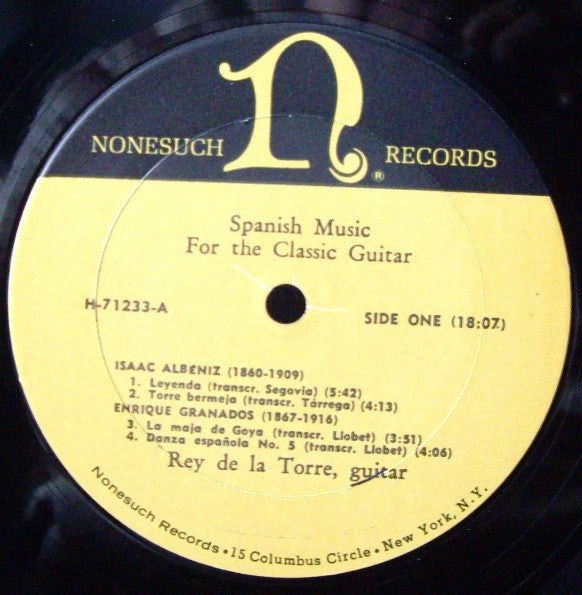 n
NONESUCH RECORDS
®
Spanish Music
For the Classic Guitar
H-71233-A
SIDE ONE (18:07)
ISAAC ALBÉNIZ (1860-1909)
1. Leyenda (transcr. Segovia) (5:42)
2. Torre bermeja (transcr. Tárrega) (4:13)
ENRIQUE GRANADOS (1867-1916)
3. La maja de Goya (transcr. Llobet) (3:51)
4. Danza española No. 5 (transcr. Llobet) (4:06)
Rey de la Torre, guitar
Nonesuch Records • 15 Columbus Circle • New York, N.Y.